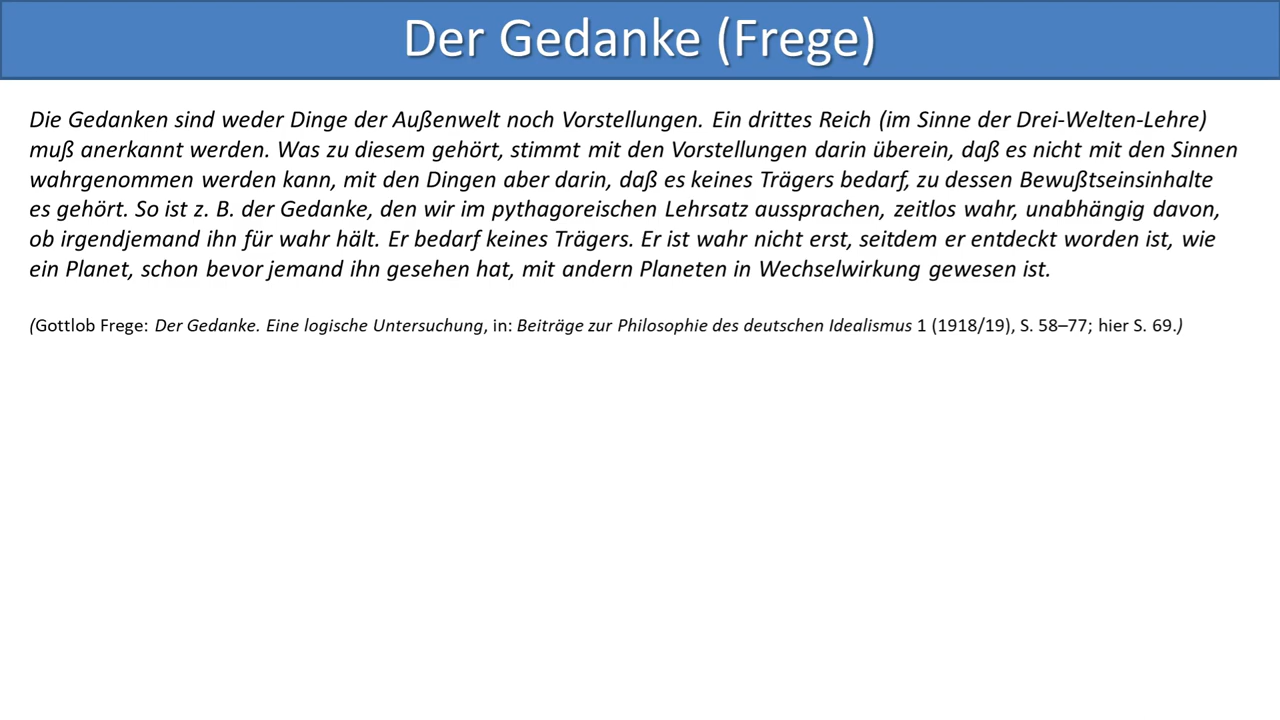 Der Gedanke (Frege)
Die Gedanken sind weder Dinge der Außenwelt noch Vorstellungen. Ein drittes Reich (im Sinne der Drei-Welten-Lehre)
muß anerkannt werden. Was zu diesem gehört, stimmt mit den Vorstellungen darin überein, daß es nicht mit den Sinnen
wahrgenommen werden kann, mit den Dingen aber darin, daß es keines Trägers bedarf, zu dessen Bewußtseinsinhalte
es gehört. So ist z. B. der Gedanke, den wir im pythagoreischen Lehrsatz aussprachen, zeitlos wahr, unabhängig davon,
ob irgendjemand ihn für wahr hält. Er bedarf keines Trägers. Er ist wahr nicht erst, seitdem er entdeckt worden ist, wie
ein Planet, schon bevor jemand ihn gesehen hat, mit andern Planeten in Wechselwirkung gewesen ist.
(Gottlob Frege: Der Gedanke. Eine logische Untersuchung, in: Beiträge zur Philosophie des deutschen Idealismus 1 (1918/19), S. 58–77; hier S. 69.)